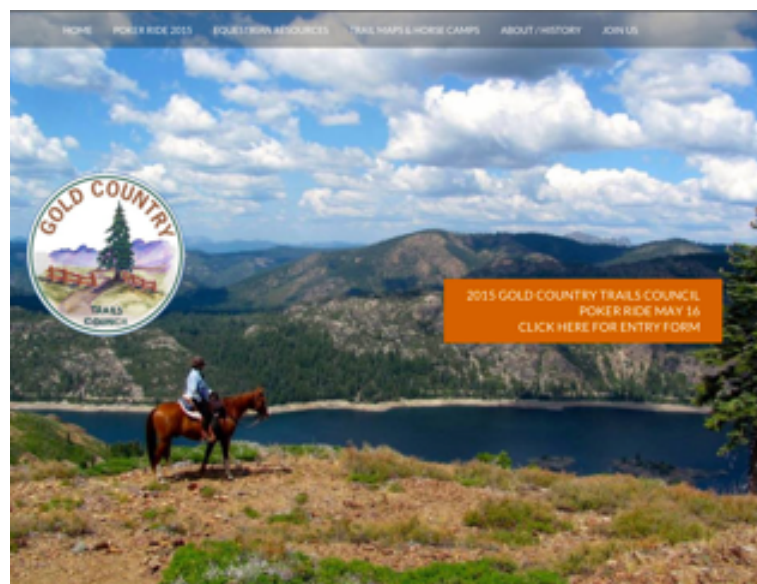 HOME POKER RIDE 2015 EQUESTRIAN RESOURCES TRAIL MAPS & HORSE CAMPS ABOUT / HISTORY JOIN US
GOLD COUNTRY
TRAILS
COUNCIL
2015 GOLD COUNTRY TRAILS COUNCIL
POKER RIDE MAY 16
CLICK HERE FOR ENTRY FORM